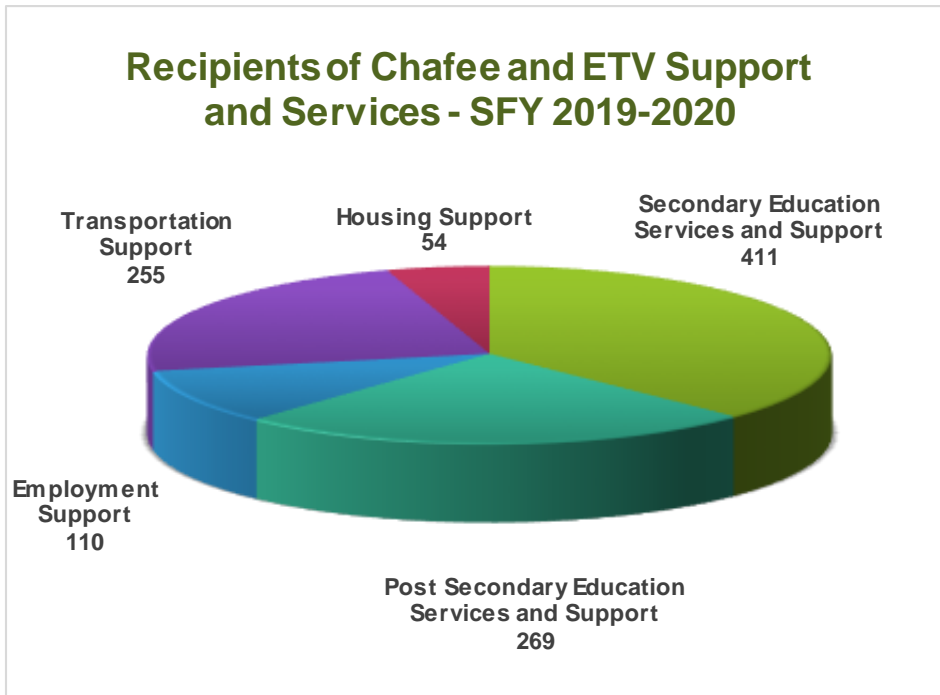 Recipients of Chafee and ETV Support
and Services - SFY 2019-2020
Transportation
Support
255
Housing Support
54
Secondary Education
Services and Support
411
Employment
Support
110
Post Secondary Education
Services and Support
269